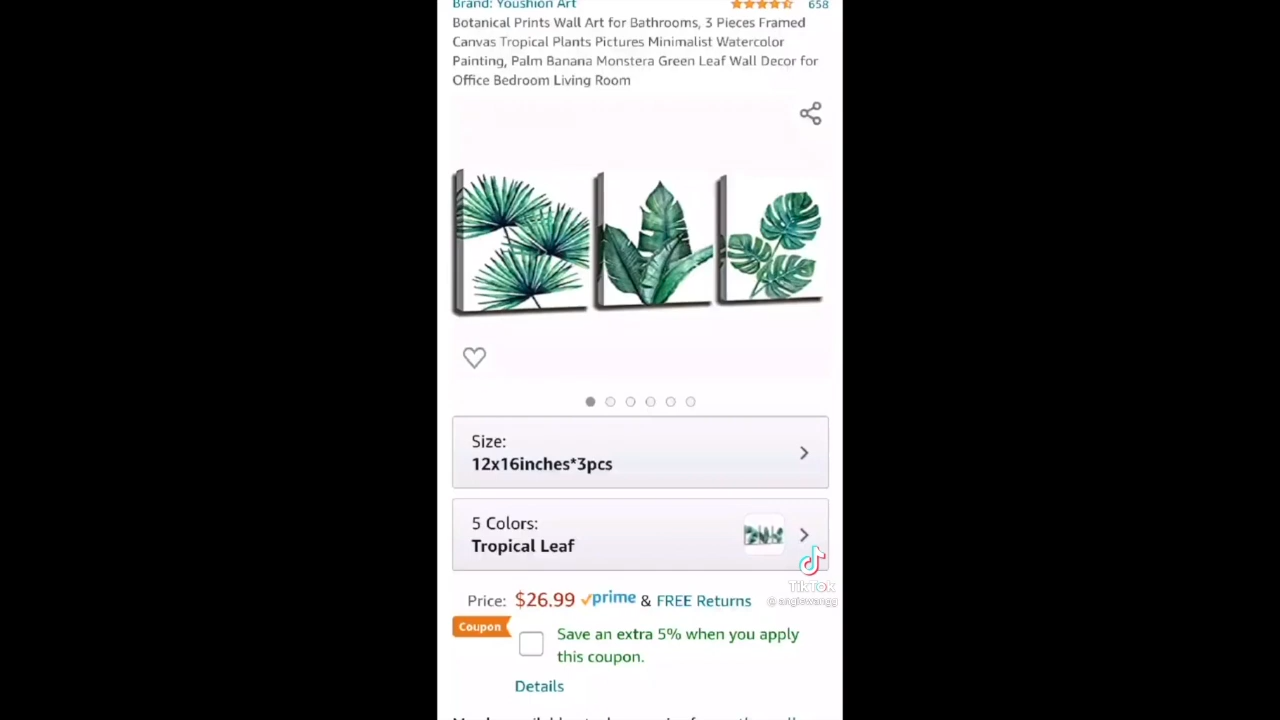 Brand: Youshion Art
658
Botanical Prints Wall Art for Bathrooms, 3 Pieces Framed
Canvas Tropical Plants Pictures Minimalist Watercolor
Painting, Palm Banana Monstera Green Leaf Wall Decor for
Office Bedroom Living Room
Size:
12x16inches*3pcs
5 Colors:
Tropical Leaf
TikTok
@angiewangg
Price: $26.99 prime & FREE Returns
Coupon
Save an extra 5% when you apply
this coupon.
Details